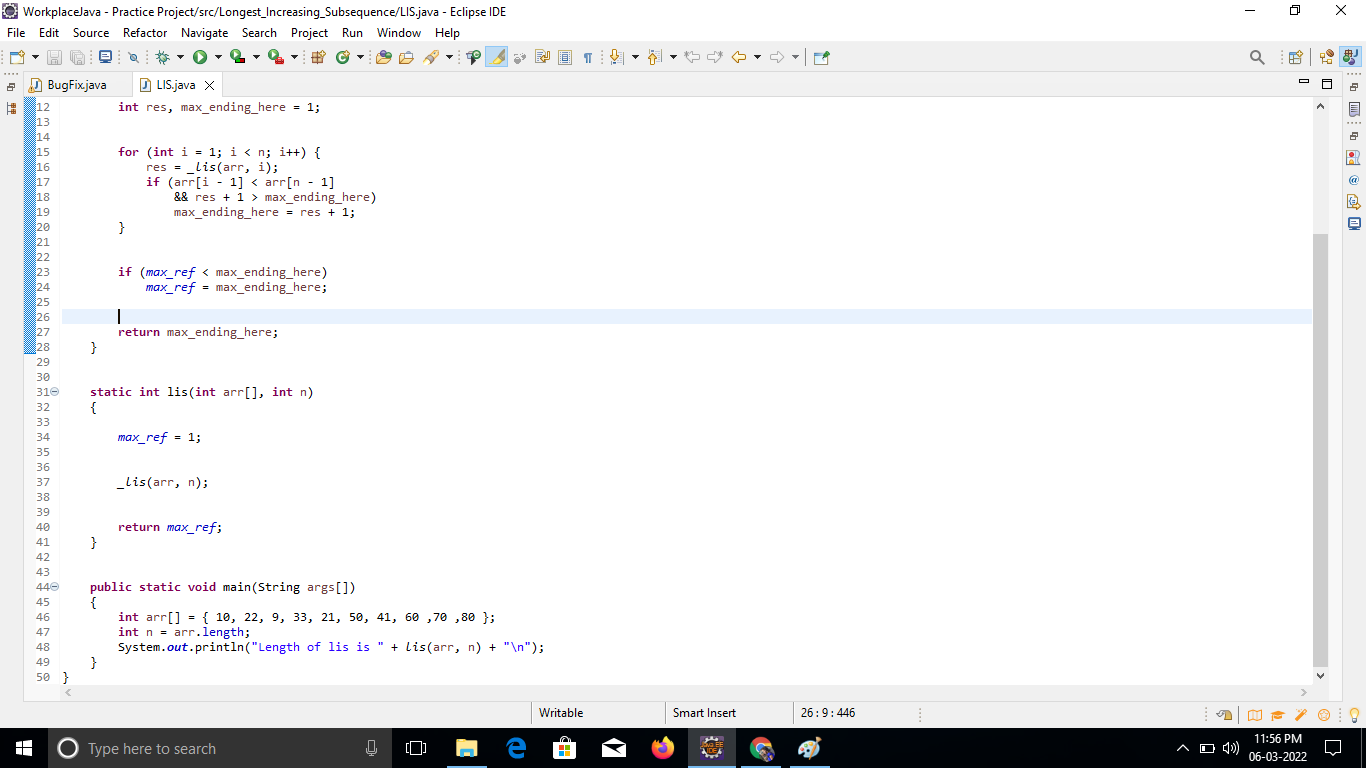 WorkplaceJava - Practice Project/src/Longest_Increasing_Subsequence/LIS.java - Eclipse IDE
File Edit Source Refactor Navigate Search Project Run Window Help
BugFix.java LIS.java
12 int res, max_ending_here = 1;
13
14
15 for (int i = 1; i < n; i++) {
16 res = _lis(arr, i);
17 if (arr[i - 1] < arr[n - 1]
18 && res + 1 > max_ending_here)
19 max_ending_here = res + 1;
20 }
21
22
23 if (max_ref < max_ending_here)
24 max_ref = max_ending_here;
25
26
27 return max_ending_here;
28 }
29
30
31 static int lis(int arr[], int n)
32 {
33
34 max_ref = 1;
35
36
37 _lis(arr, n);
38
39
40 return max_ref;
41 }
42
43
44 public static void main(String args[])
45 {
46 int arr[] = { 10, 22, 9, 33, 21, 50, 41, 60 ,70 ,80 };
47 int n = arr.length;
48 System.out.println("Length of lis is " + lis(arr, n) + "\n");
49 }
50 }
Writable Smart Insert 26 : 9 : 446
Type here to search
11:56 PM
06-03-2022